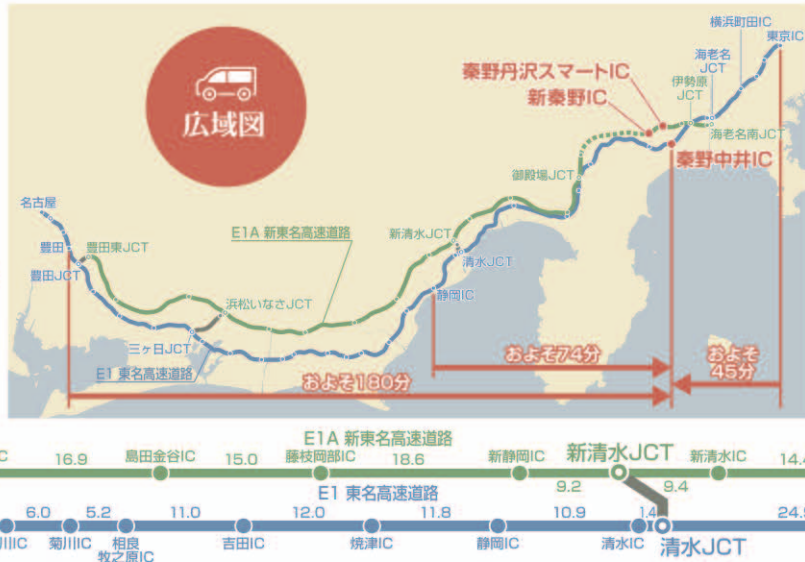 広域図
横浜町田IC
東京IC
海老名
JCT
伊勢原
JCT
秦野丹沢スマートIC
新秦野IC
海老名南JCT
秦野中井IC
御殿場JCT
名古屋
豊田
豊田東JCT
豊田JCT
E1A 新東名高速道路
新清水JCT
清水JCT
浜松いなさJCT
静岡IC
三ヶ日JCT
E1 東名高速道路
およそ74分
およそ
45分
およそ180分
E1A 新東名高速道路
C 16.9 島田金谷IC 15.0 藤枝岡部IC 18.6 新静岡IC 新清水JCT 新清水IC 14.4
9.2 9.4
E1 東名高速道路
6.0 5.2 11.0 12.0 11.8 10.9 1.4 24.5
川IC 菊川IC 相良 吉田IC 焼津IC 静岡IC 清水IC 清水JCT
牧之原IC